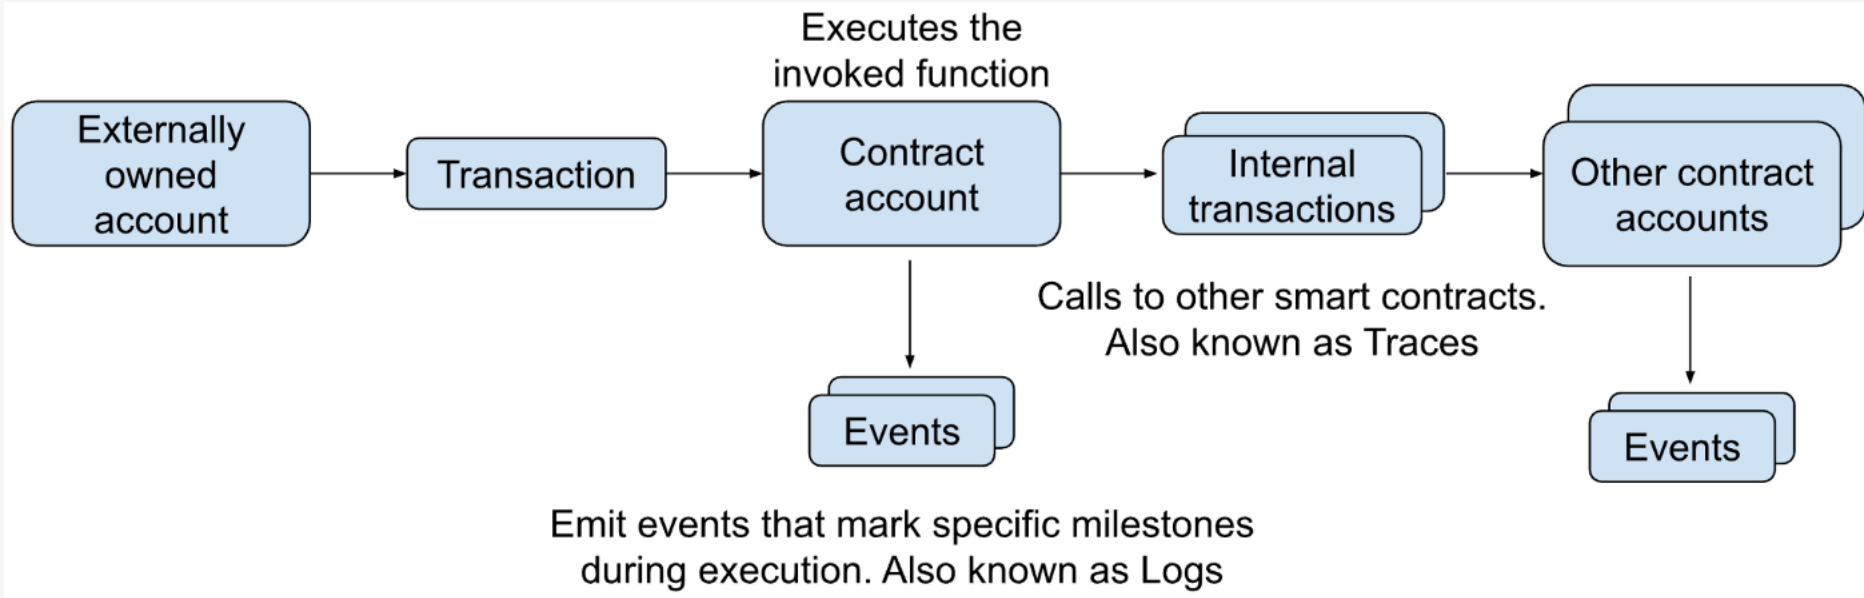 Executes the
invoked function
Externally
owned
account
Transaction
Contract
account
Internal
transactions
Other contract
accounts
Calls to other smart contracts.
Also known as Traces
Events
Events
Emit events that mark specific milestones
during execution. Also known as Logs